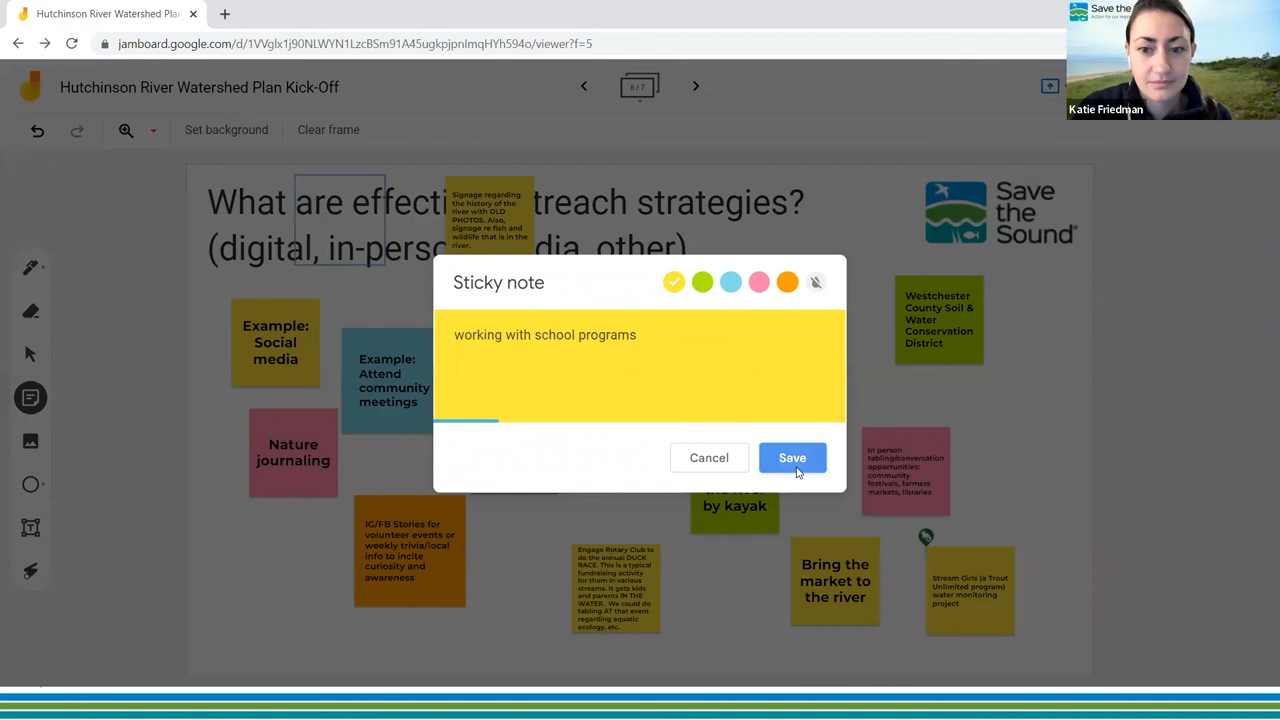 Hutchinson River Watershed Plan
jamboard.google.com/d/1VVglx1j90NLWYN1LzcBSm91A45ugkpjpnImqHYh594o/viewer?f=5
Save the
Action for our
Katie Friedman
Hutchinson River Watershed Plan Kick-Off
6 / 7
Set background
Clear frame
What are effecti
treach strategies?
(digital, in-perso
dia, other)
Signage regarding
the history of the
river with OLD
PHOTOS. Also,
signage re fish and
wildlife that is in the
river.
Save
the
Sound®
Sticky note
working with school programs
Cancel
Save
Example:
Social
media
Example:
Attend
community
meetings
Westchester
County Soil &
Water
Conservation
District
Nature
journaling
In person
tabling/conversation
opportunities:
community
festivals, farmers
markets, libraries
by kayak
IG/FB Stories for
volunteer events or
weekly trivia/local
info to incite
curiosity and
awareness
Engage Rotary Club to
do the annual DUCK
RACE. This is a typical
fundraising activity
for them in various
streams. It gets kids
and parents IN THE
WATER. We could do
tabling AT that event
regarding aquatic
ecology, etc.
Bring the
market to
the river
Stream Girls (a Trout
Unlimited program)
water monitoring
project